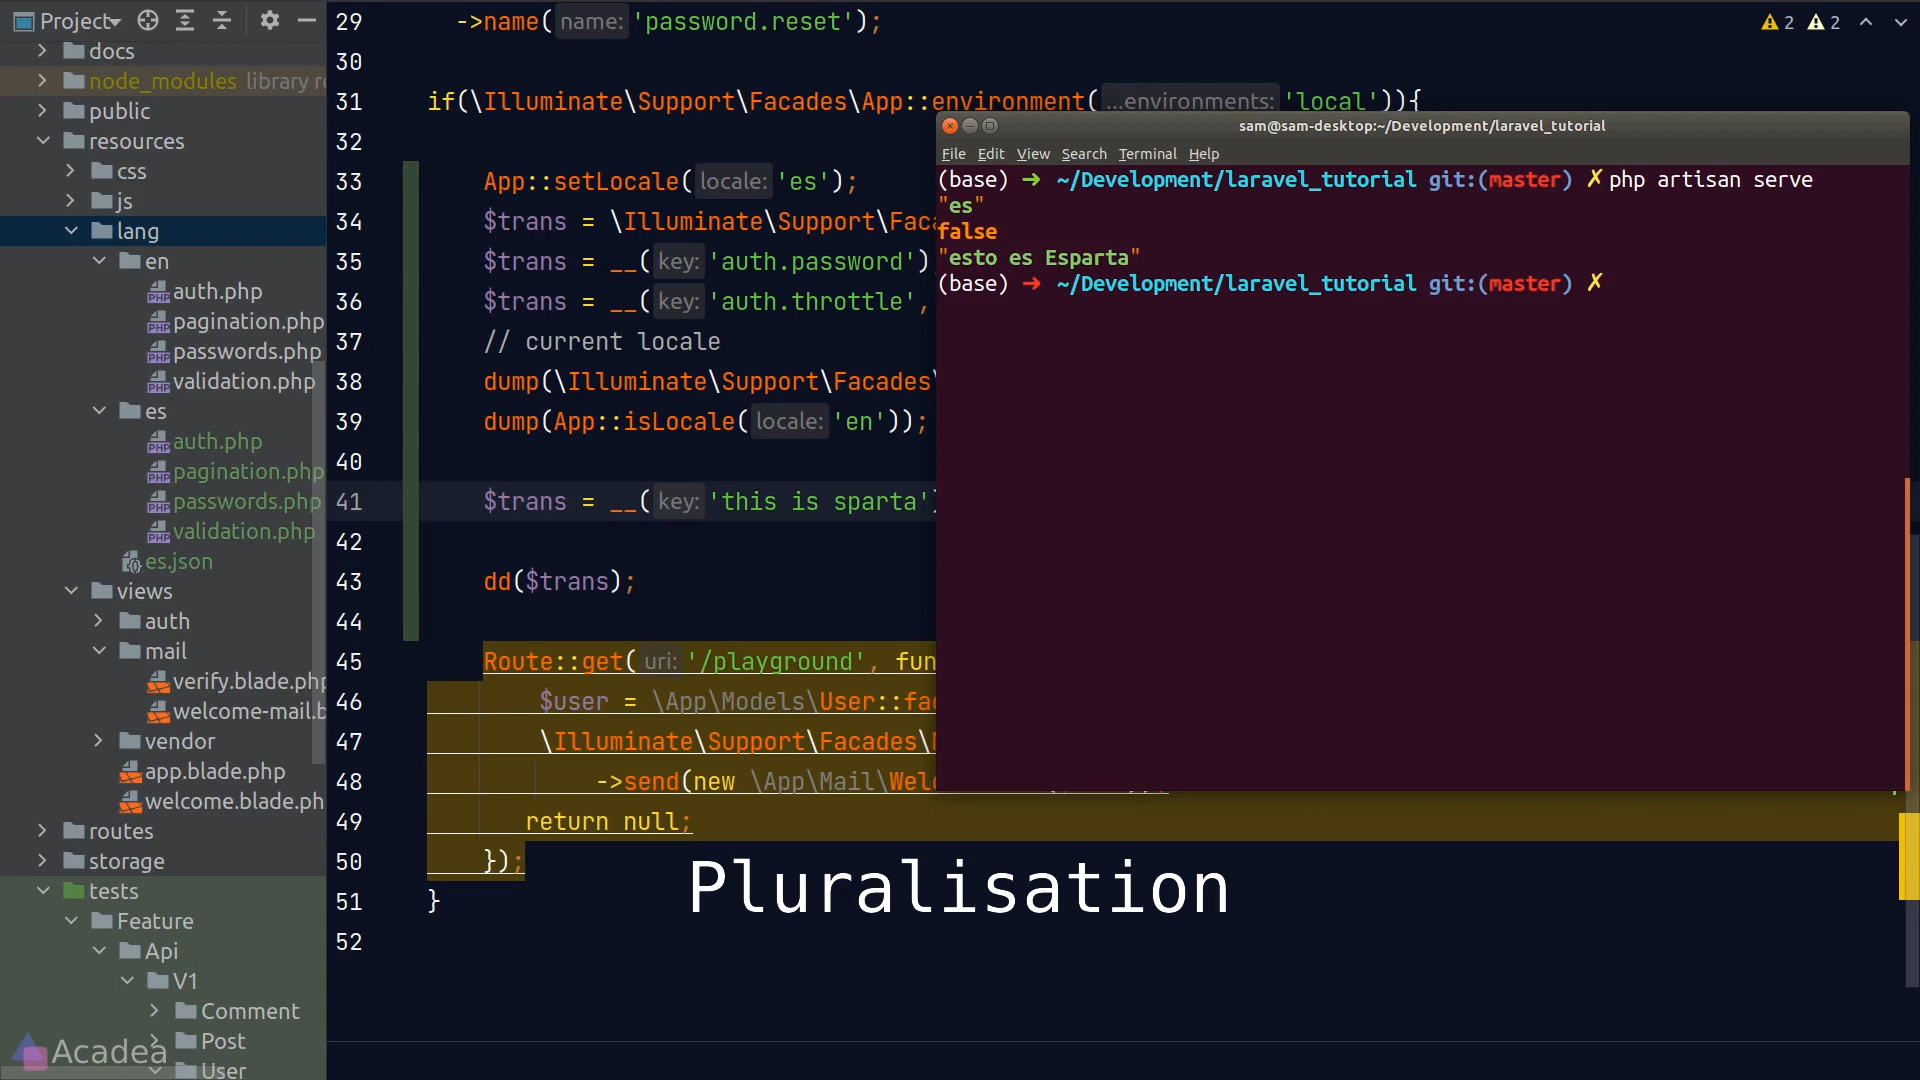 Project
docs
node_modules library ro
public
resources
css
js
lang
en
auth.php
pagination.php
passwords.php
validation.php
es
auth.php
pagination.php
passwords.php
validation.php
es.json
views
auth
mail
verify.blade.php
welcome-mail.b
vendor
app.blade.php
welcome.blade.ph
routes
storage
tests
Feature
Api
V1
Comment
Post
User
Acadea
29 ->name( name: 'password.reset');
30
31 if(\Illuminate\Support\Facades\App::environment( ...environments: 'local')){
32
33 App::setLocale( locale: 'es');
34 $trans = \Illuminate\Support\Fac
35 $trans = __( key: 'auth.password')
36 $trans = __( key: 'auth.throttle',
37 // current locale
38 dump(\Illuminate\Support\Facades\
39 dump(App::isLocale( locale: 'en'));
40
41 $trans = __( key: 'this is sparta')
42
43 dd($trans);
44
45 Route::get( uri: '/playground', fun
46 $user = \App\Models\User::fac
47 \Illuminate\Support\Facades\
48 ->send(new \App\Mail\Welc
49 return null;
50 });
51 }
52
2 2
sam@sam-desktop:~/Development/laravel_tutorial
File Edit View Search Terminal Help
(base) ➜ ~/Development/laravel_tutorial git:(master) ✗ php artisan serve
"es"
false
"esto es Esparta"
(base) ➜ ~/Development/laravel_tutorial git:(master) ✗
Pluralisation